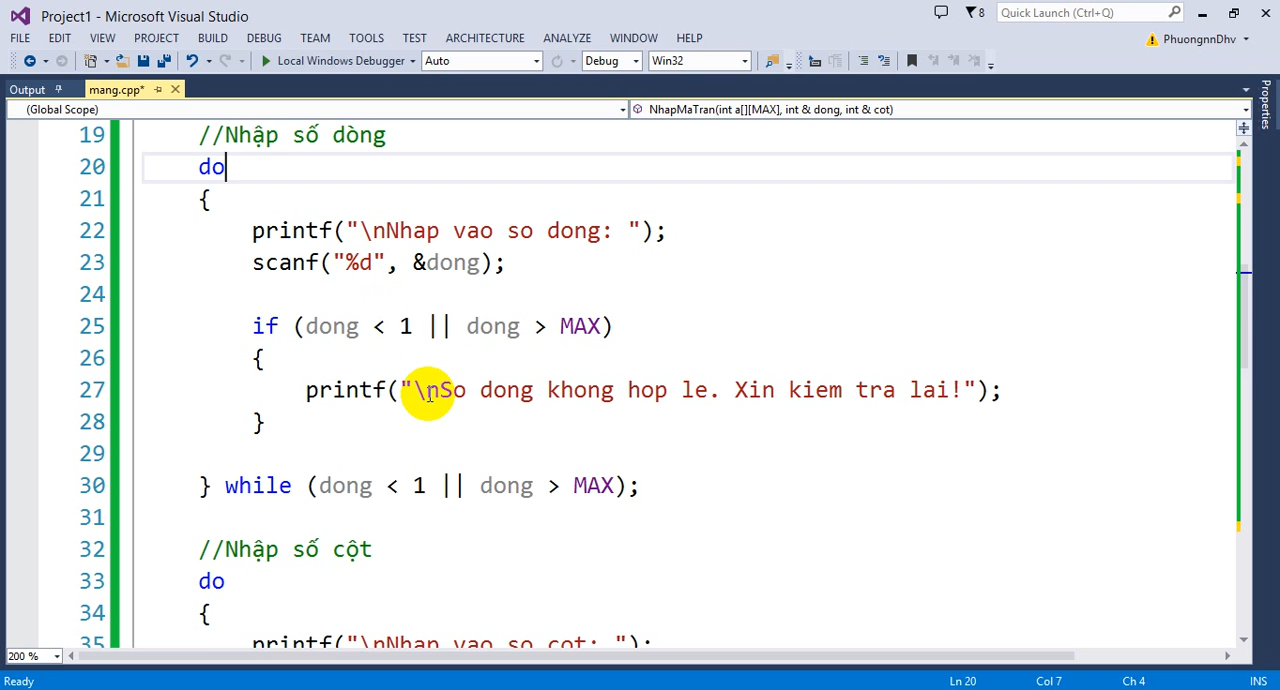 Project1 - Microsoft Visual Studio
8
Quick Launch (Ctrl+Q)
FILE EDIT VIEW PROJECT BUILD DEBUG TEAM TOOLS TEST ARCHITECTURE ANALYZE WINDOW HELP
PhuongnnDhv
Local Windows Debugger Auto Debug Win32
Output mang.cpp*
(Global Scope) NhapMaTran(int a[][MAX], int & dong, int & cot)
Properties
19 //Nhập số dòng
20 do
21 {
22 printf("\nNhap vao so dong: ");
23 scanf("%d", &dong);
24
25 if (dong < 1 || dong > MAX)
26 {
27 printf("\nSo dong khong hop le. Xin kiem tra lai!");
28 }
29
30 } while (dong < 1 || dong > MAX);
31
32 //Nhập số cột
33 do
34 {
35 printf("\nNhap vao so cot: ");
200 %
Ready Ln 20 Col 7 Ch 4 INS